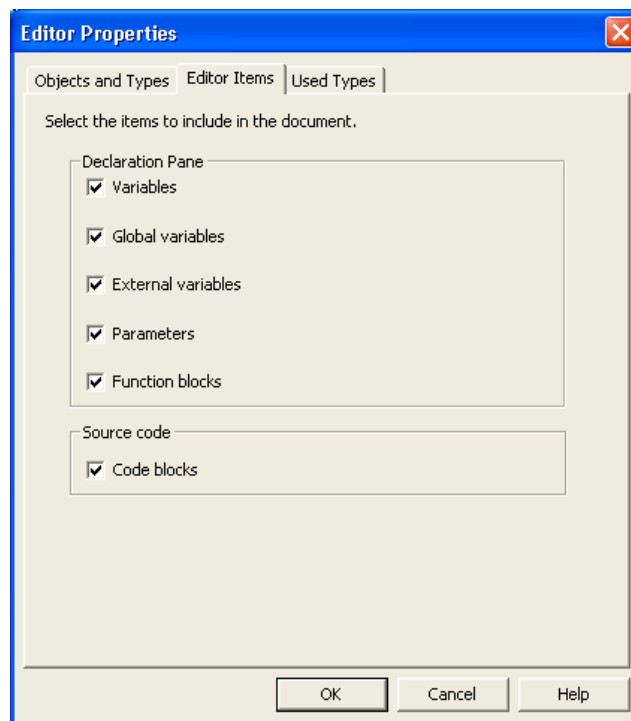 Editor Properties
Objects and Types Editor Items Used Types
Select the items to include in the document.
Declaration Pane
Variables
Global variables
External variables
Parameters
Function blocks
Source code
Code blocks
OK Cancel Help